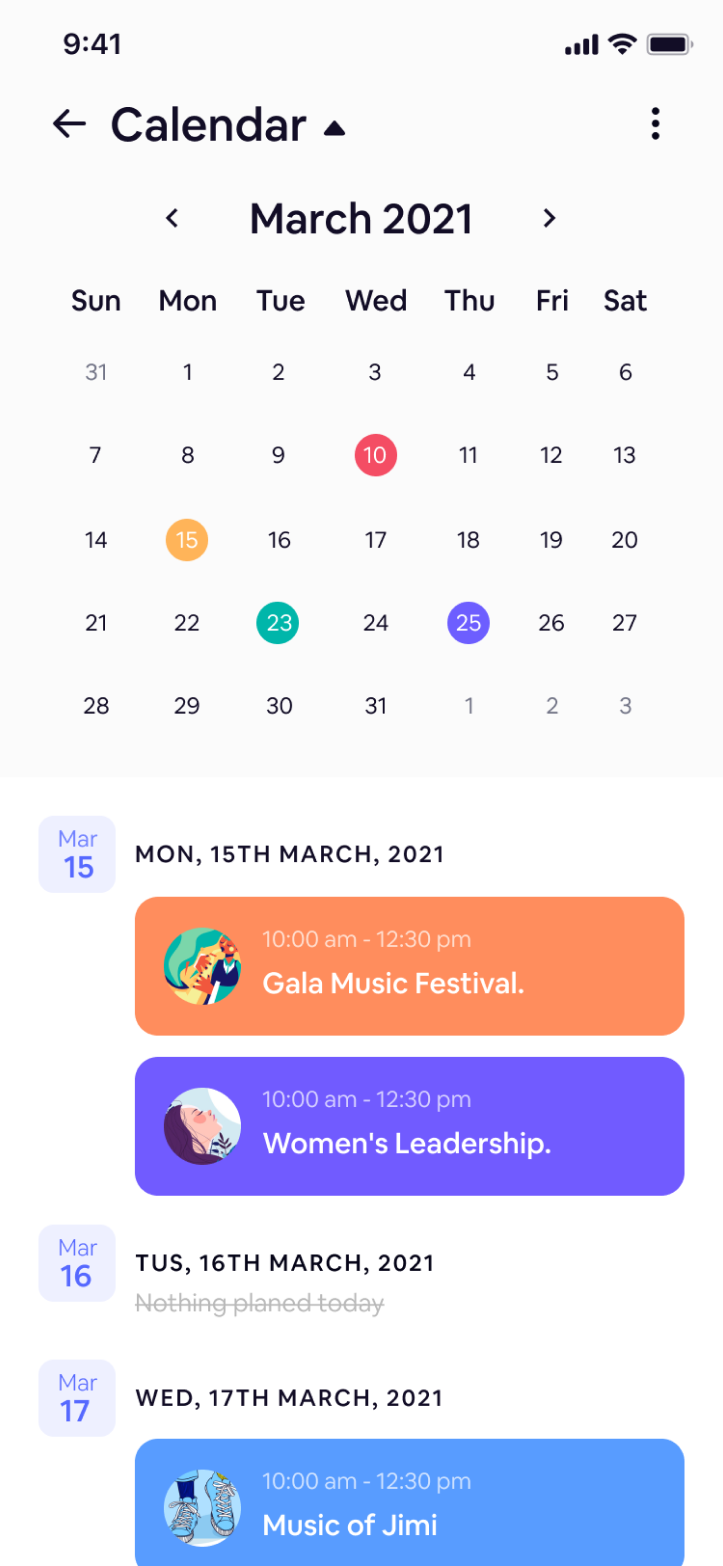 9:41
Calendar
March 2021
Sun Mon Tue Wed Thu Fri Sat
31 1 2 3 4 5 6
7 8 9 10 11 12 13
14 15 16 17 18 19 20
21 22 23 24 25 26 27
28 29 30 31 1 2 3
Mar
15
MON, 15TH MARCH, 2021
10:00 am - 12:30 pm
Gala Music Festival.
10:00 am - 12:30 pm
Women's Leadership.
Mar
16
TUS, 16TH MARCH, 2021
Nothing planed today
Mar
17
WED, 17TH MARCH, 2021
10:00 am - 12:30 pm
Music of Jimi